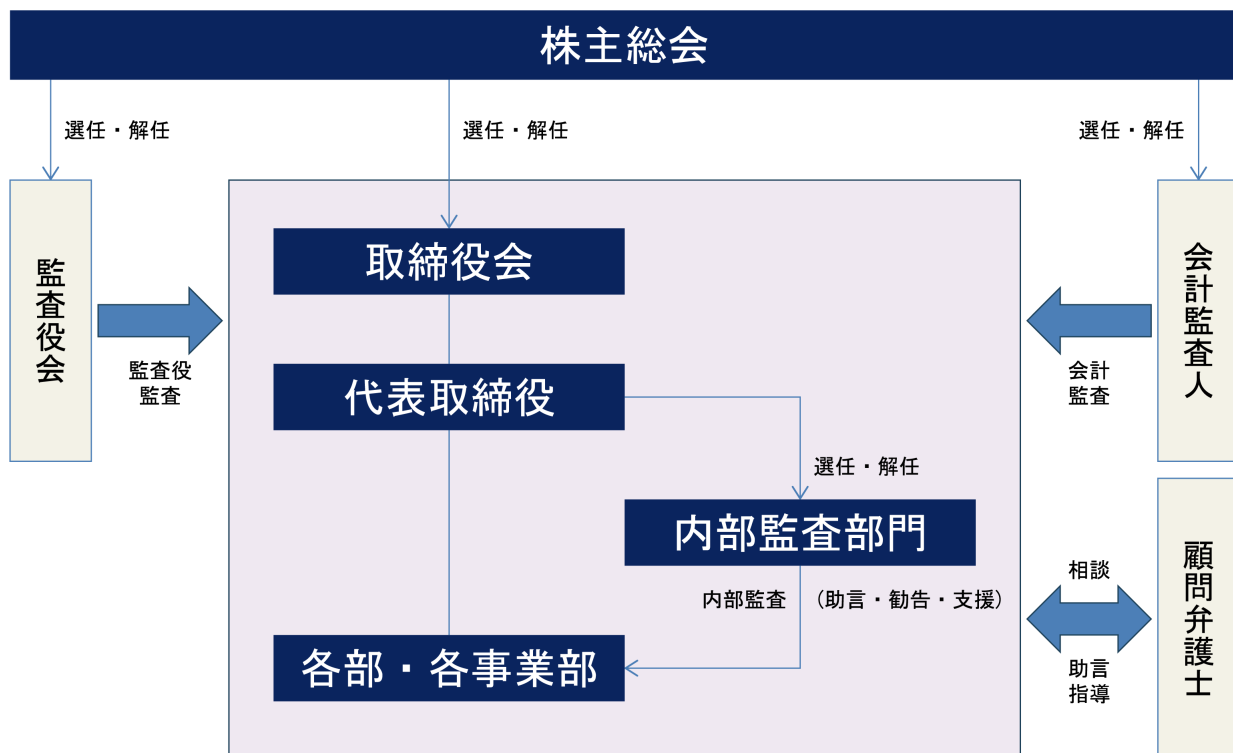 株主総会
選任・解任
選任・解任
選任・解任
監査役会
取締役会
会計監査人
監査役
監査
代表取締役
会計
監査
選任・解任
内部監査部門
内部監査
(助言・勧告・支援)
相談
顧問弁護士
各部・各事業部
助言
指導